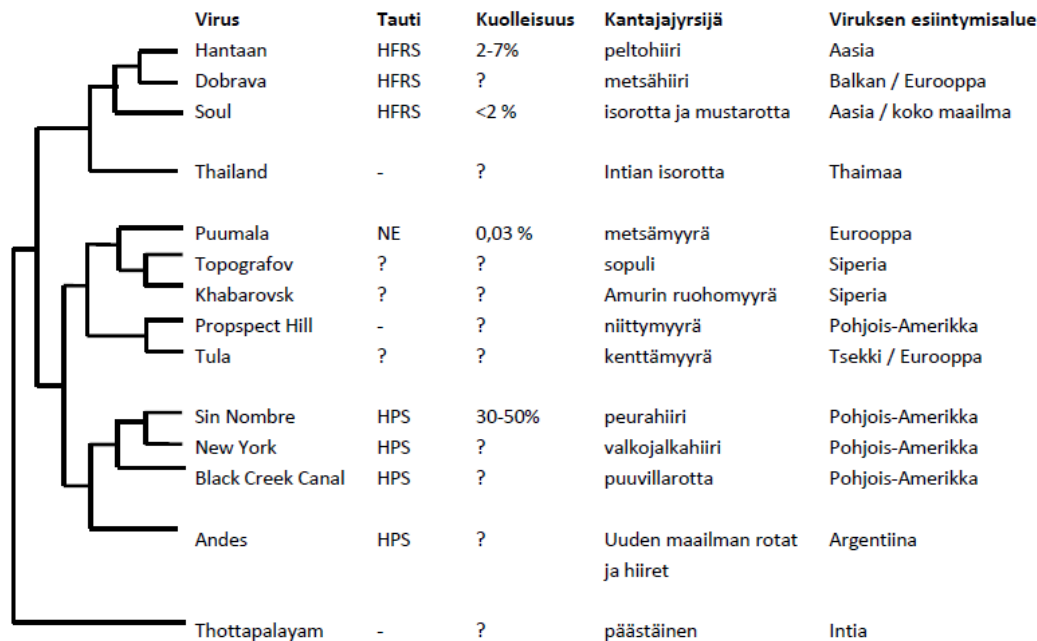 Virus Tauti Kuolleisuus Kantajajyrsijä Viruksen esiintymisalue
Hantaan HFRS 2-7% peltohiiri Aasia
Dobrava HFRS ? metsähiiri Balkan / Eurooppa
Soul HFRS <2 % isorotta ja mustarotta Aasia / koko maailma
Thailand - ? Intian isorotta Thaimaa
Puumala NE 0,03 % metsämyyrä Eurooppa
Topografov ? ? sopuli Siperia
Khabarovsk ? ? Amurin ruohomyyrä Siperia
Propspect Hill - ? niittymyyrä Pohjois-Amerikka
Tula ? ? kenttämyyrä Tsekki / Eurooppa
Sin Nombre HPS 30-50% peurahiiri Pohjois-Amerikka
New York HPS ? valkojalkahiiri Pohjois-Amerikka
Black Creek Canal HPS ? puuvillarotta Pohjois-Amerikka
Andes HPS ? Uuden maailman rotat Argentiina
ja hiiret
Thottapalayam - ? päästäinen Intia